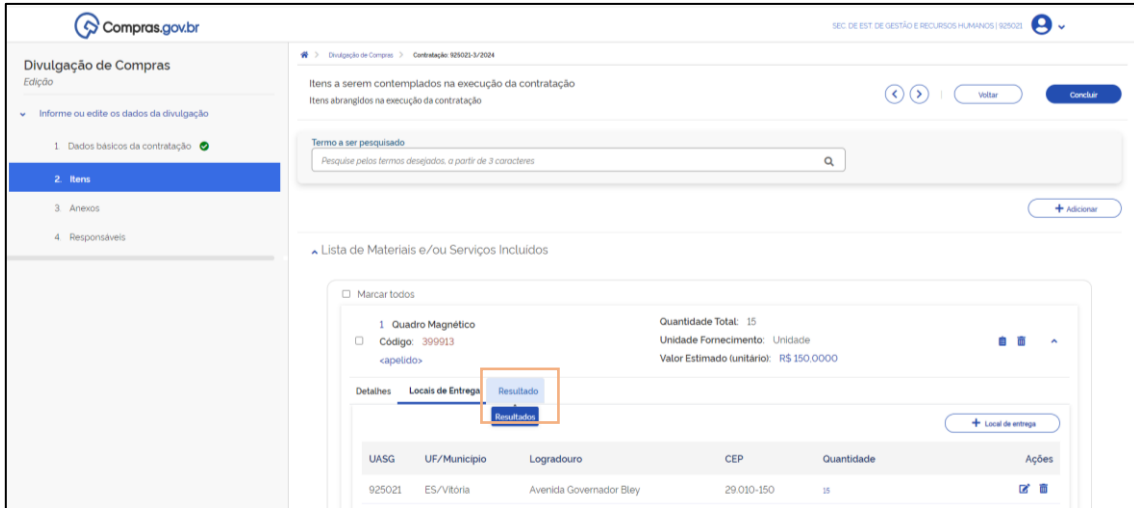 Compras.gov.br
SEC. DE EST. DE GESTÃO E RECURSOS HUMANOS | 925021
Divulgação de Compras
Edição
Informe ou edite os dados da divulgação
1. Dados básicos da contratação
2. Itens
3. Anexos
4. Responsáveis
> Divulgação de Compras > Contratação: 925021-3/2024
Itens a serem contemplados na execução da contratação
Itens abrangidos na execução da contratação
Voltar
Concluir
Termo a ser pesquisado
Pesquise pelos termos desejados, a partir de 3 caracteres
+ Adicionar
Lista de Materiais e/ou Serviços Incluídos
Marcar todos
1 Quadro Magnético
Código: 399913
<apelido>
Quantidade Total: 15
Unidade Fornecimento: Unidade
Valor Estimado (unitário): R$ 150,0000
Detalhes Locais de Entrega Resultado
Resultados
+ Local de entrega
UASG UF/Município Logradouro CEP Quantidade Ações
925021 ES/Vitória Avenida Governador Bley 29.010-150 15